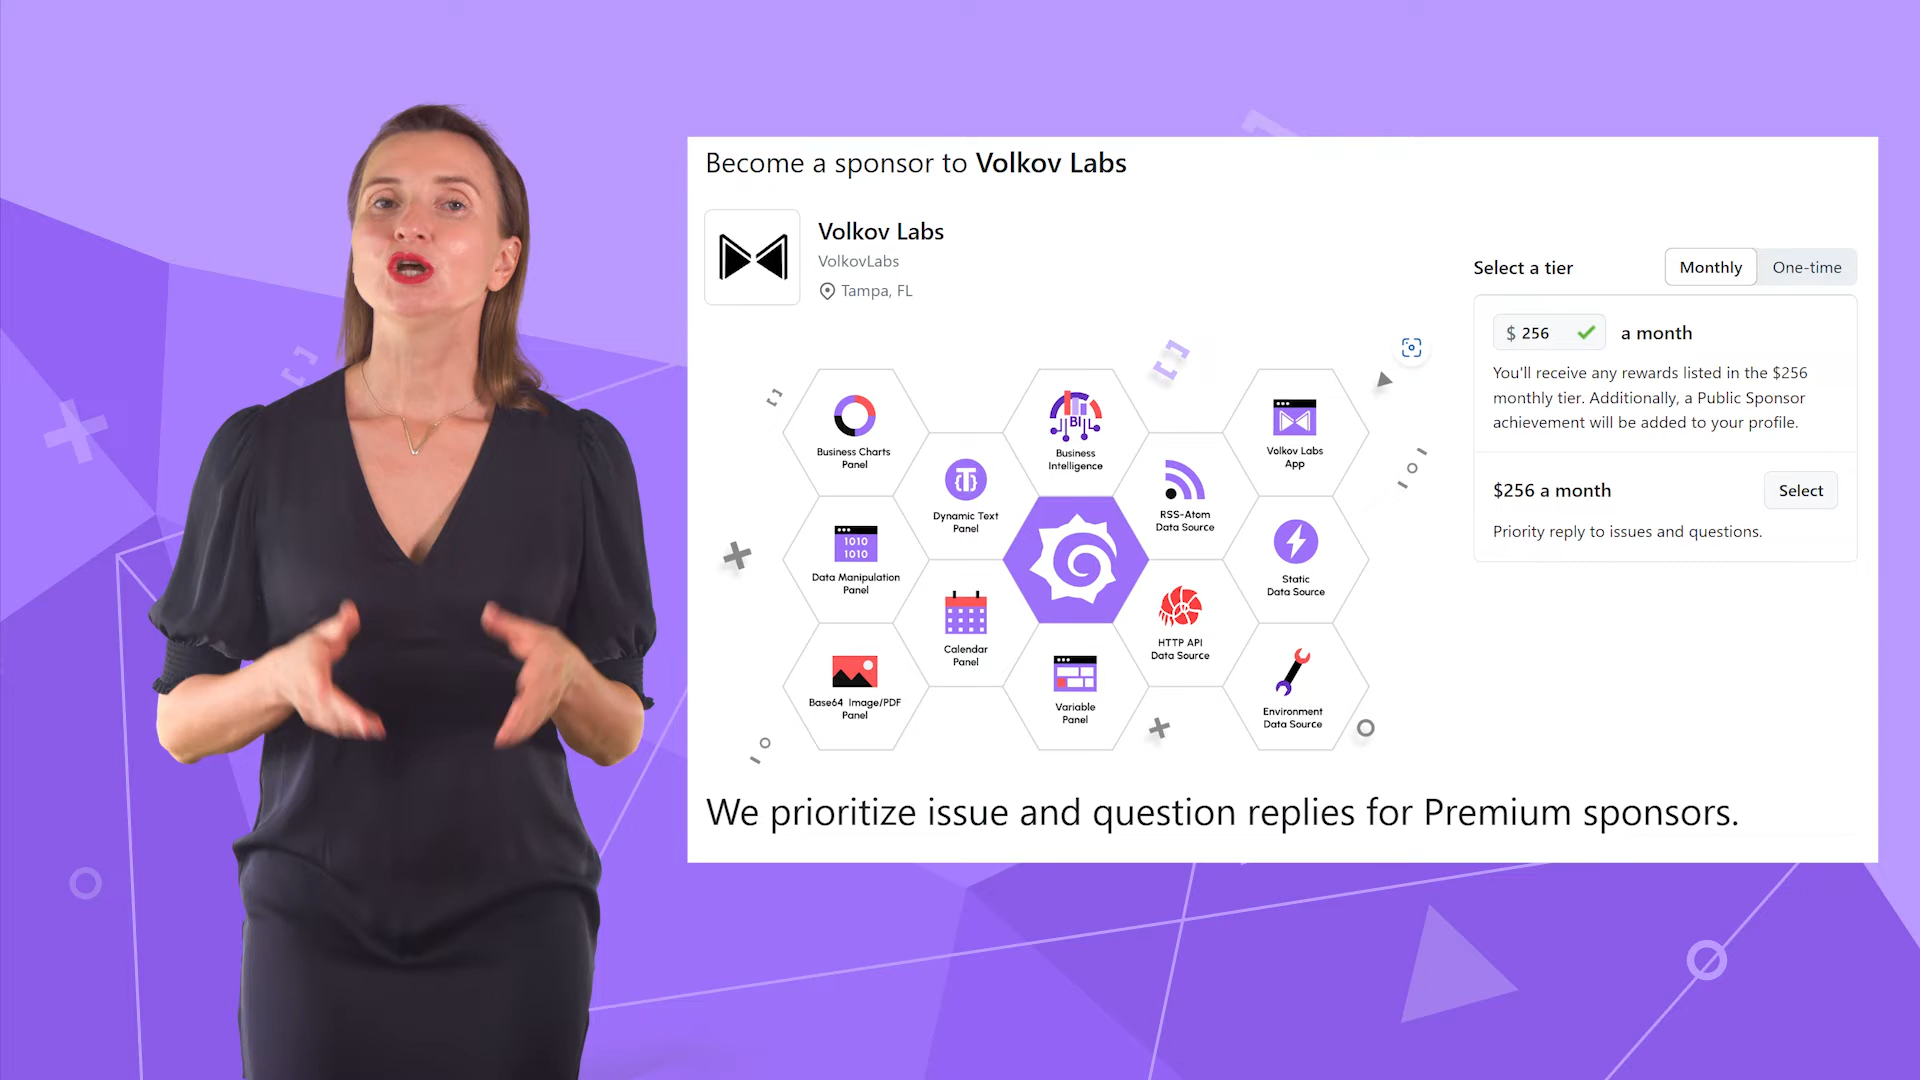 Become a sponsor to Volkov Labs
Volkov Labs
VolkovLabs
Tampa, FL
Select a tier
Monthly
One-time
$ 256
a month
You'll receive any rewards listed in the $256
monthly tier. Additionally, a Public Sponsor
achievement will be added to your profile.
$256 a month
Select
Priority reply to issues and questions.
Business Charts
Panel
BI
Business
Intelligence
Volkov Labs
App
Dynamic Text
Panel
RSS-Atom
Data Source
1010
1010
Data Manipulation
Panel
Static
Data Source
Calendar
Panel
HTTP API
Data Source
Base64 Image/PDF
Panel
Variable
Panel
Environment
Data Source
We prioritize issue and question replies for Premium sponsors.